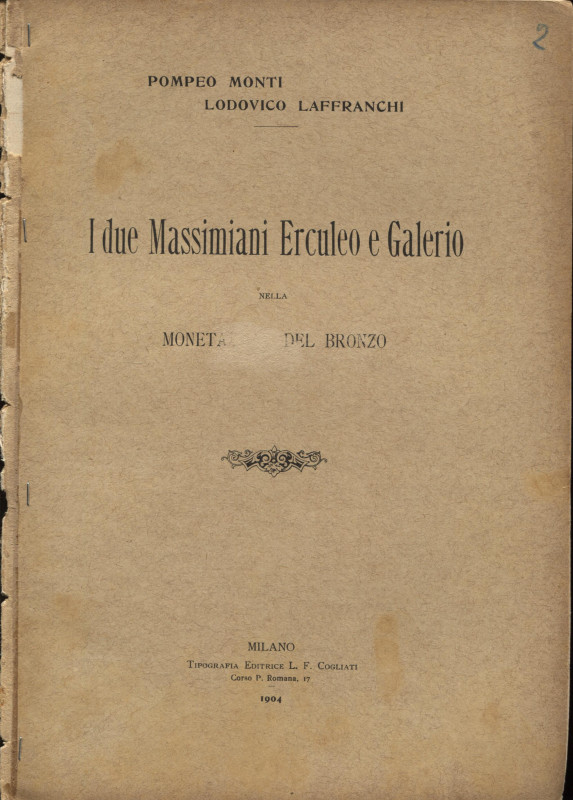 2
POMPEO MONTI
LODOVICO LAFFRANCHI
I due Massimiani Erculeo e Galerio
NELLA
DEL BRONZO
MILANO
TIPOGRAFIA EDITRICE L. F. COGLIATI
Corso P. Romana, 17
1904